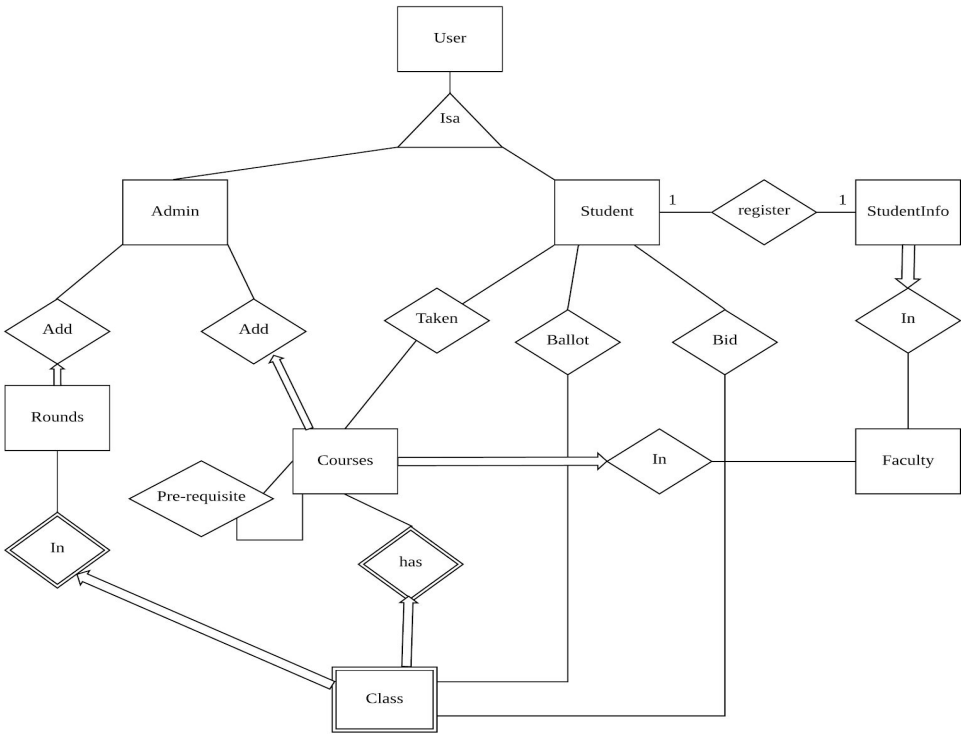 User
Isa
Admin
Student
1
register
1
StudentInfo
Add
Add
Taken
Ballot
Bid
In
Rounds
Courses
In
Faculty
Pre-requisite
In
has
Class